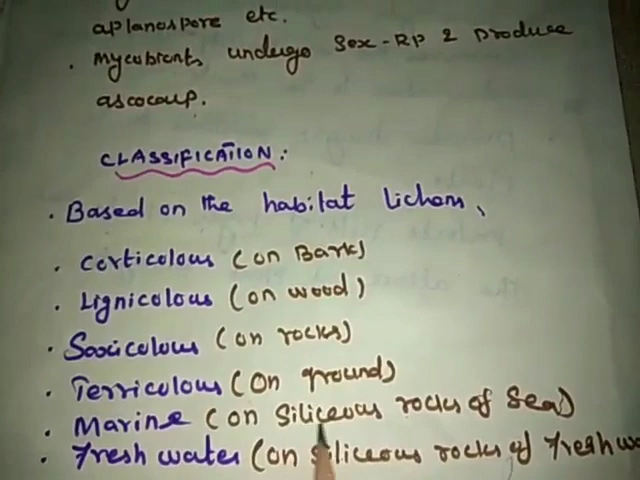 aplanospore etc.
. Mycobionts undergo Sex-RP & produce
ascocarp.
CLASSIFICATION:
. Based on the habitat lichens,
. Corticolous (on Bark)
. Lignicolous (on wood)
. Saxicolous (on rocks)
. Terricolous (on ground)
. Marine (on Siliceous rocks of Sea)
. Fresh water (on Siliceous rocks of Fresh